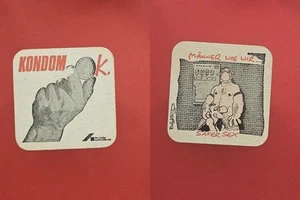 KONDOM
O.K.
MÄNNER WIE WIR...
SAFER SEX